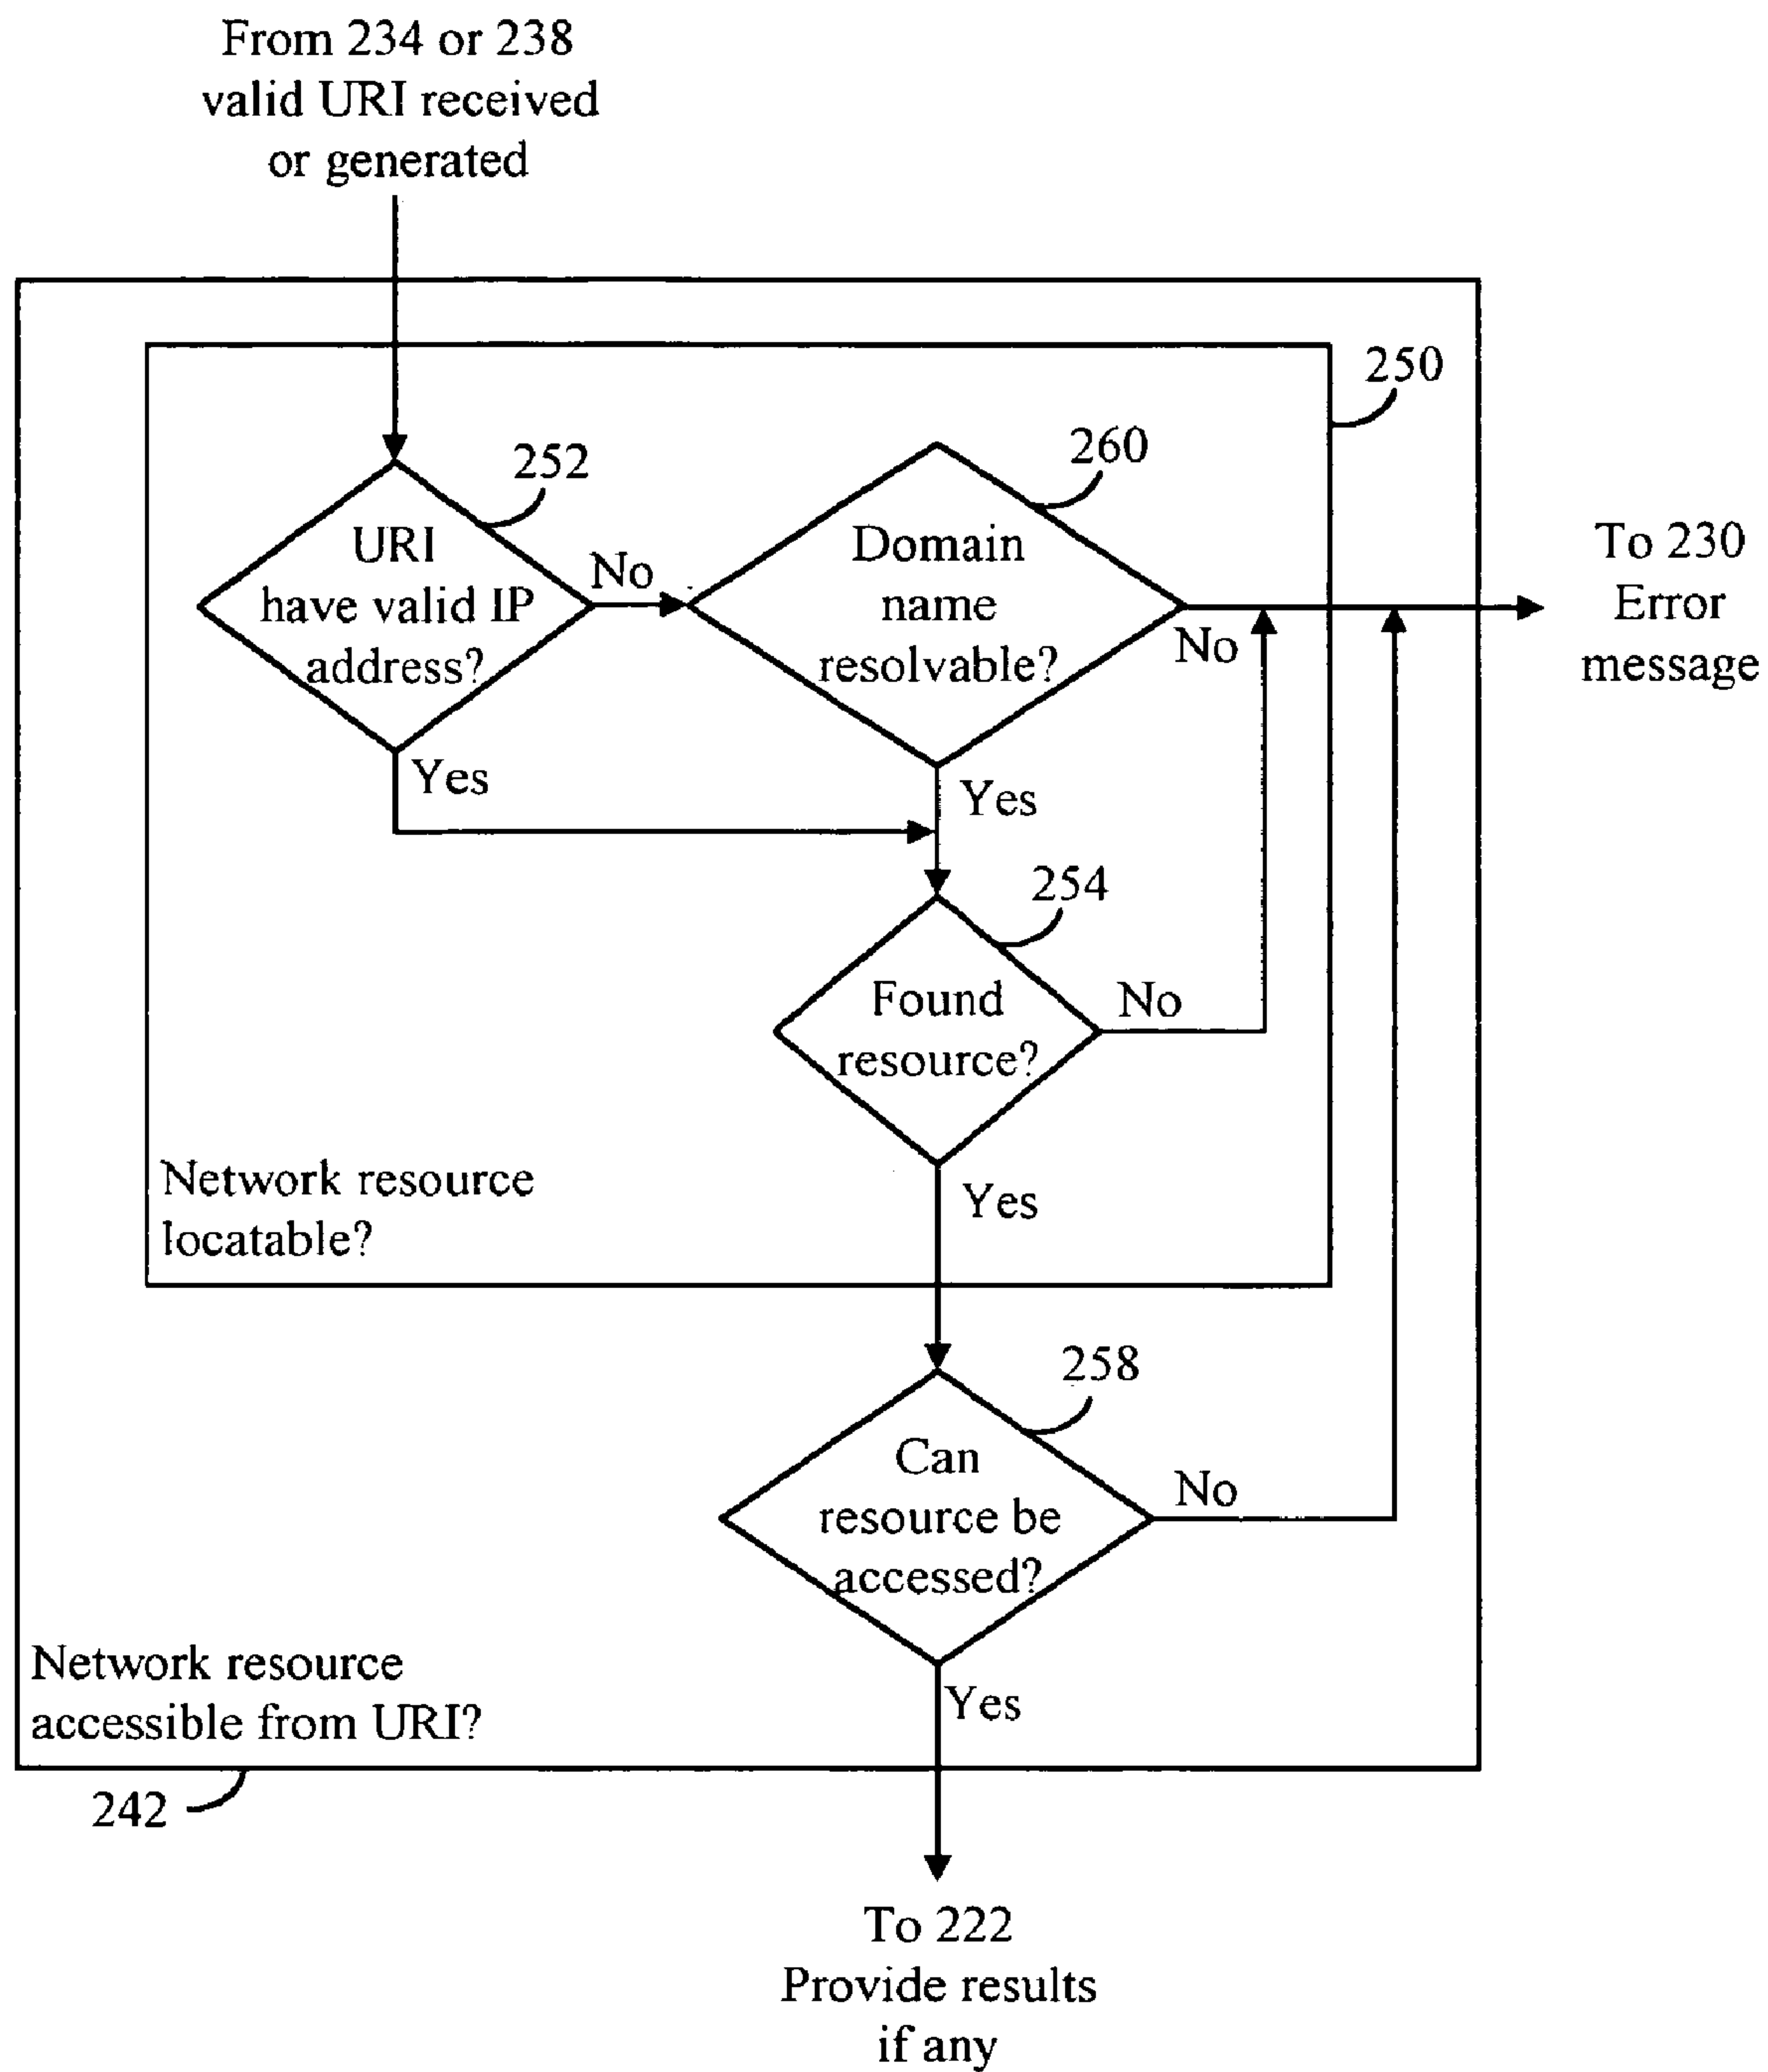 From 234 or 238
valid URI received
or generated
250
252
260
URI
have valid IP
address?
No
Domain
name
resolvable?
No
To 230
Error
message
Yes
Yes
254
Found
resource?
No
Network resource
locatable?
Yes
258
Can
resource be
accessed?
No
Network resource
accessible from URI?
Yes
242
To 222
Provide results
if any